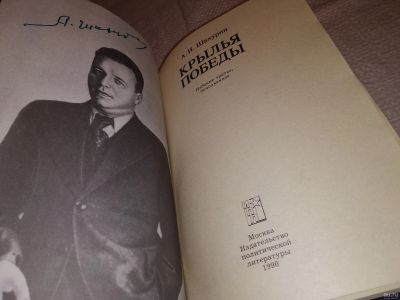 А. И. Шахурин
КРЫЛЬЯ
ПОБЕДЫ
Москва
Издательство
политической
литературы
1990